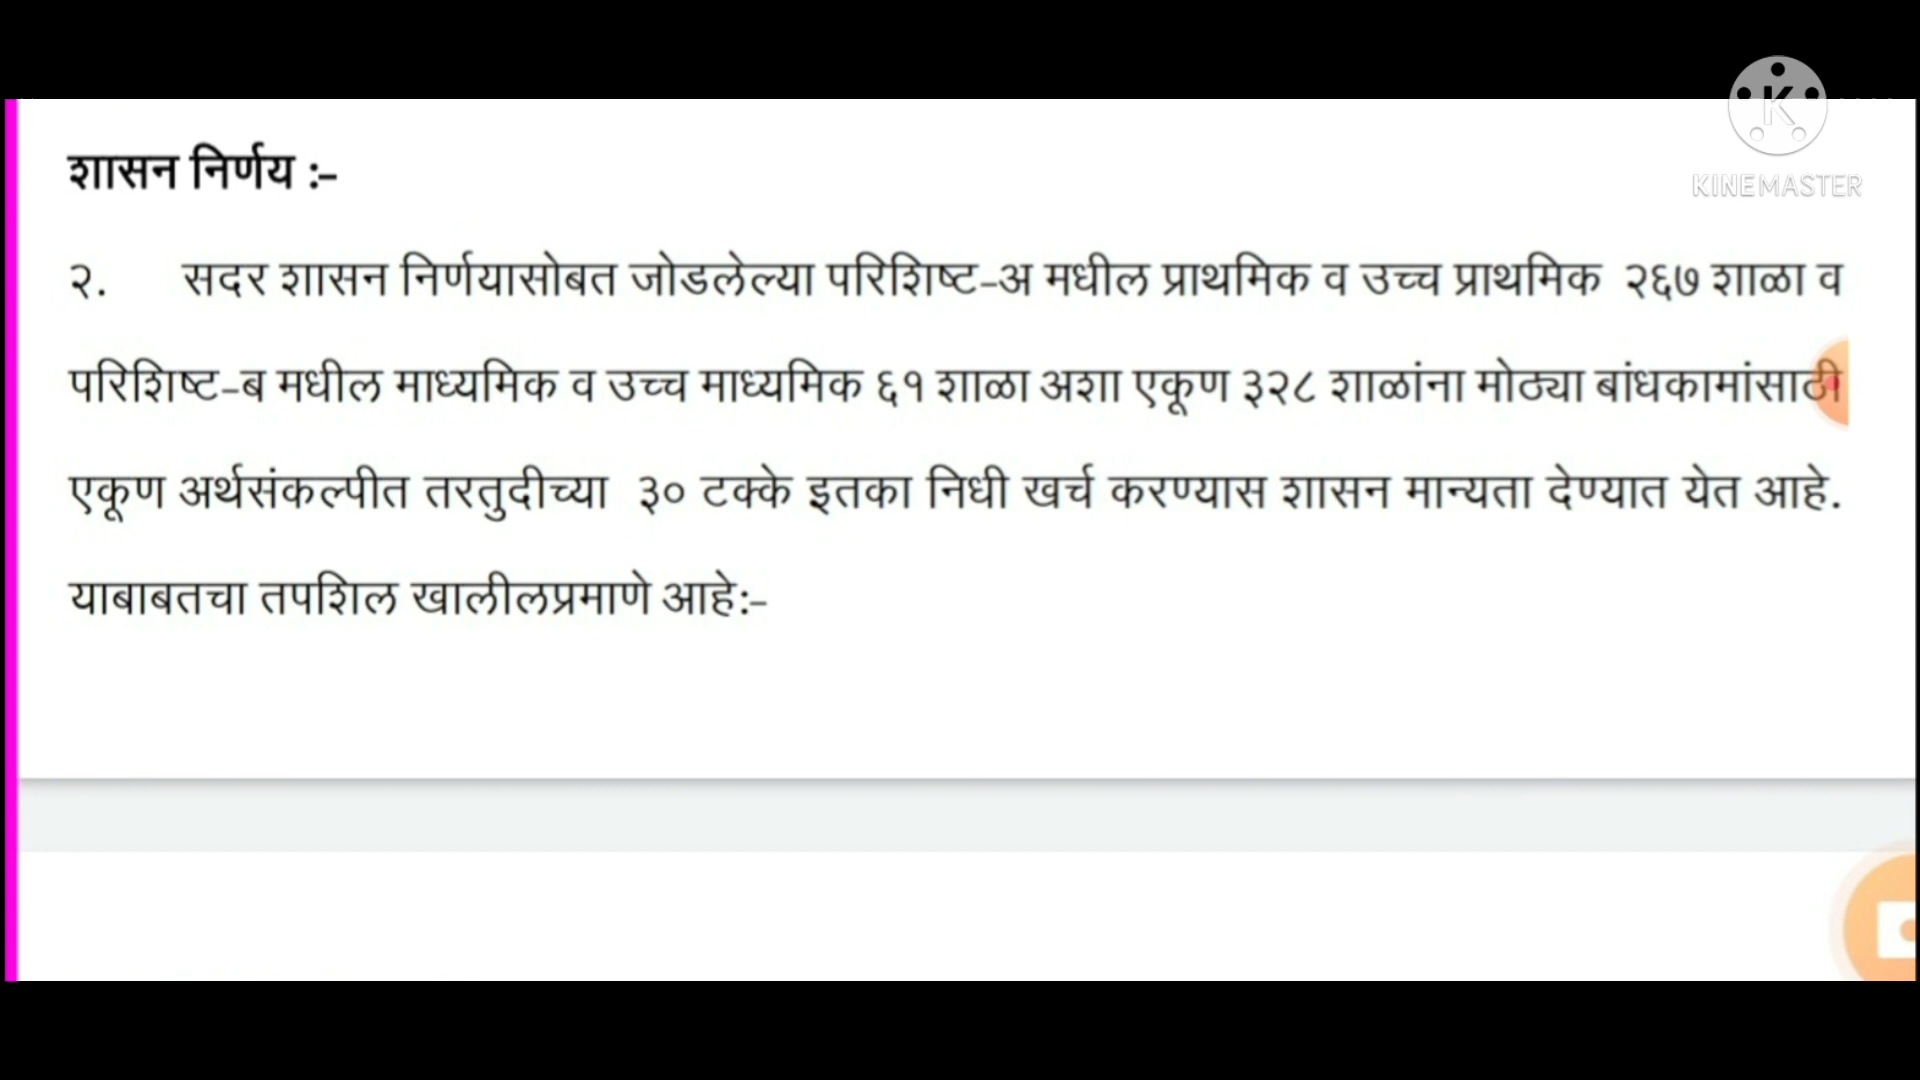 KINEMASTER
शासन निर्णय :–
२. सदर शासन निर्णयासोबत जोडलेल्या परिशिष्ट-अ मधील प्राथमिक व उच्च प्राथमिक २६७ शाळा व
परिशिष्ट-ब मधील माध्यमिक व उच्च माध्यमिक ६१ शाळा अशा एकूण ३२८ शाळांना मोठ्या बांधकामांसाठी
एकूण अर्थसंकल्पीत तरतुदीच्या ३० टक्के इतका निधी खर्च करण्यास शासन मान्यता देण्यात येत आहे.
याबाबतचा तपशिल खालीलप्रमाणे आहे:–